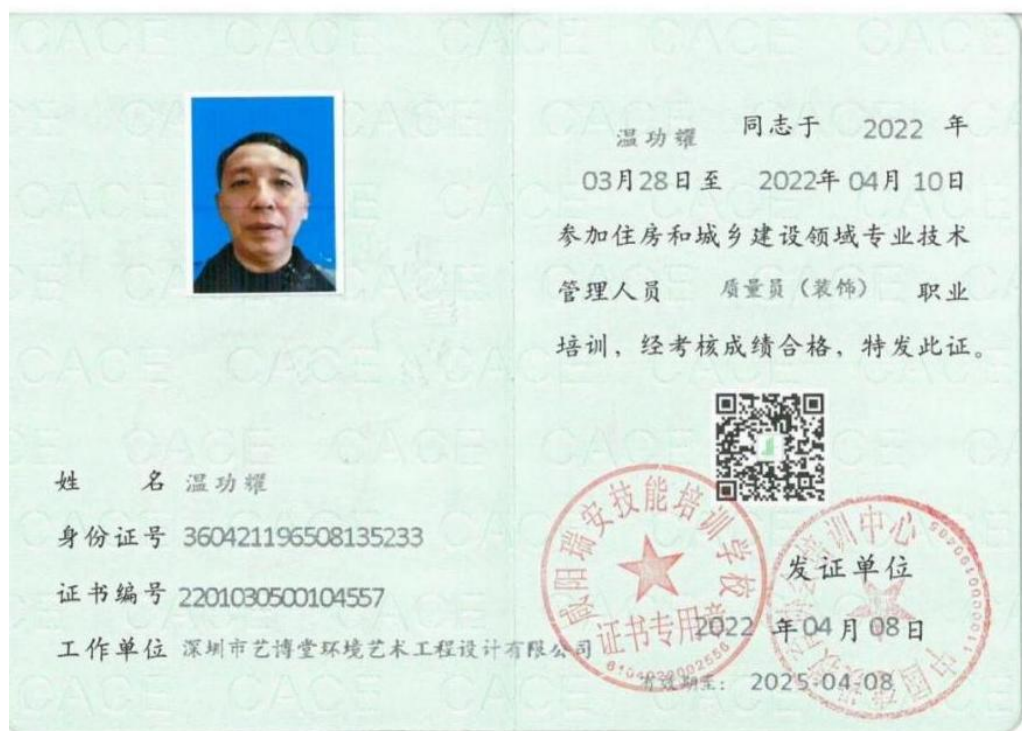 姓 名 温功耀
身份证号 360421196508135233
证书编号 2201030500104557
工作单位 深圳市艺博堂环境艺术工程设计有限公司
温功耀 同志于 2022 年
03月28日至 2022年04月10日
参加住房和城乡建设领域专业技术
管理人员 质量员（装饰） 职业
培训，经考核成绩合格，特发此证。
咸阳瑞安技能培训学校
证书专用章
发证单位
2022 年04月08日
有效期至： 2025-04-08
CACE